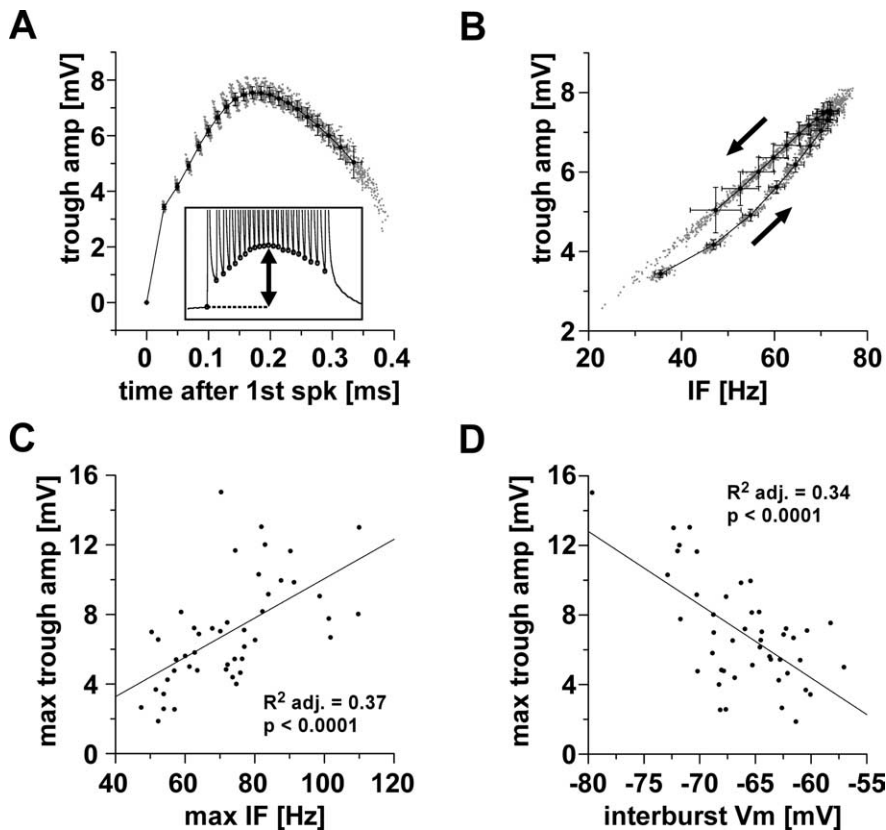 A
trough amp [mV]
8
6
4
2
0
0 0.1 0.2 0.3 0.4
time after 1st spk [ms]
B
trough amp [mV]
8
6
4
2
20 40 60 80
IF [Hz]
C
max trough amp [mV]
16
12
8
4
0
R² adj. = 0.37
p < 0.0001
40 60 80 100 120
max IF [Hz]
D
max trough amp [mV]
16
12
8
4
0
R² adj. = 0.34
p < 0.0001
-80 -75 -70 -65 -60 -55
interburst Vm [mV]